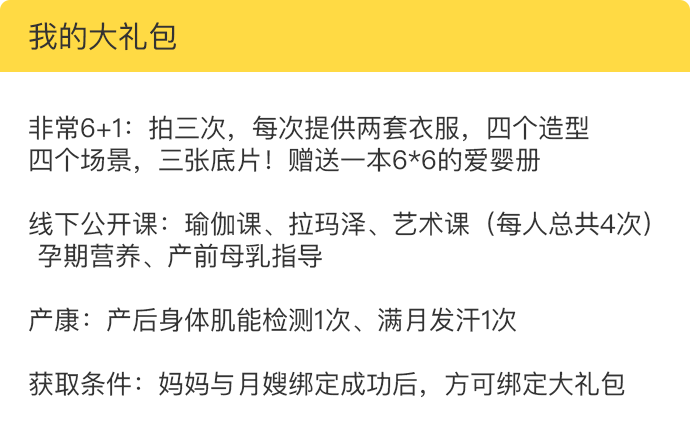 我的大礼包
非常6+1：拍三次，每次提供两套衣服，四个造型
四个场景，三张底片！赠送一本6*6的爱婴册
线下公开课：瑜伽课、拉玛泽、艺术课（每人总共4次）
孕期营养、产前母乳指导
产康：产后身体肌能检测1次、满月发汗1次
获取条件：妈妈与月嫂绑定成功后，方可绑定大礼包